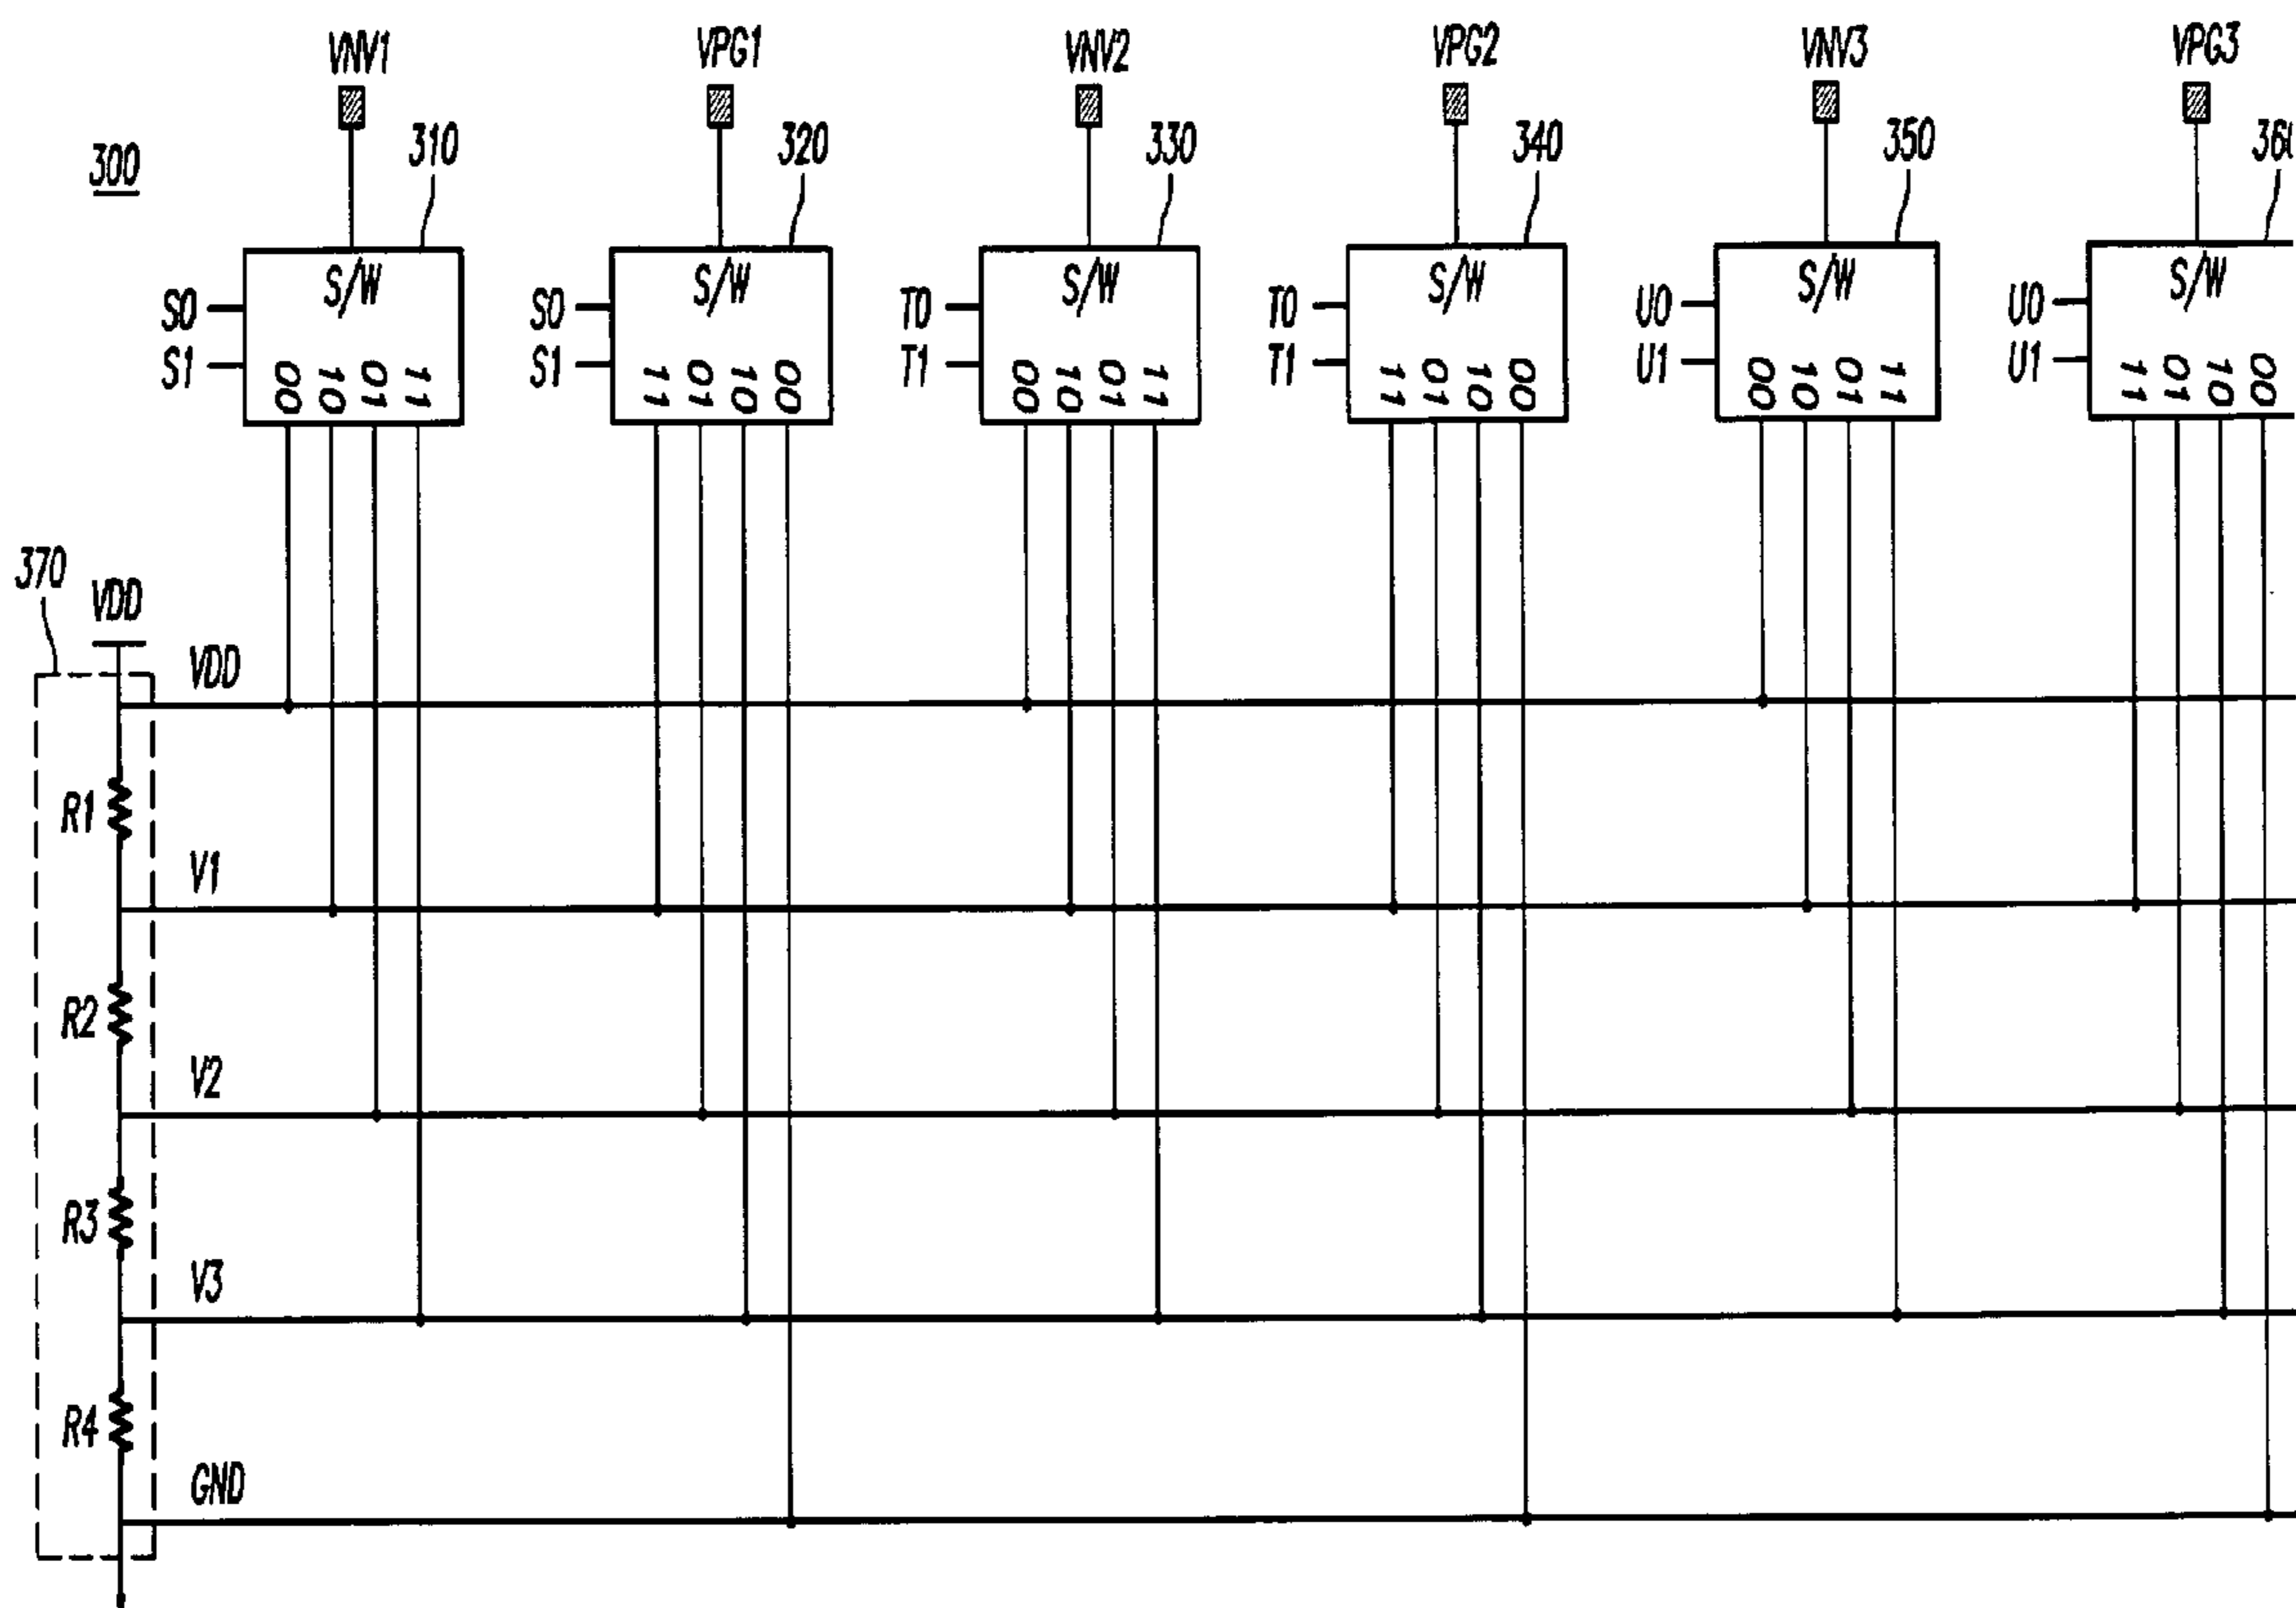 VNV1 VPG1 VNV2 VPG2 VNV3 VPG3
300 310 320 330 340 350
S/W S/W S/W S/W S/W S/W
S0 S0 T0 T0 U0 U0
S1 S1 T1 T1 U1 U1
00 10 01 11 11 01 10 00 00 10 01 11 11 01 10 00 00 10 01 11 11 01 10 00
370
VDD
VDD
R1
V1
R2
V2
R3
V3
R4
GND